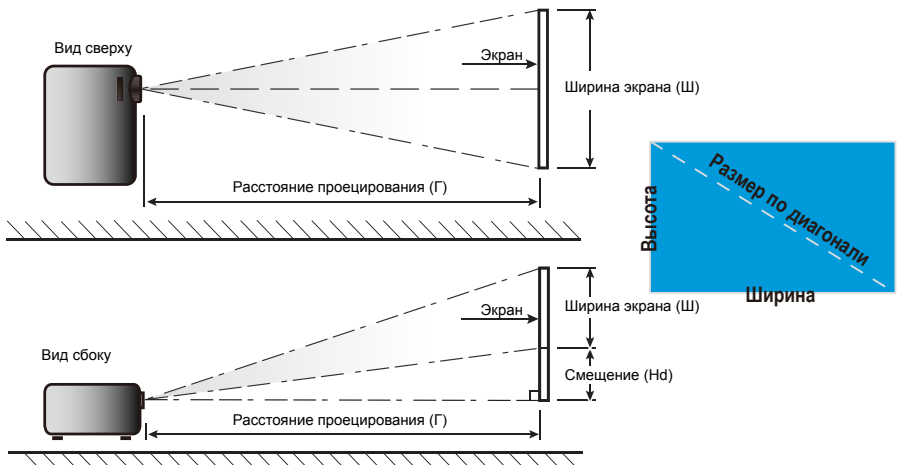 Вид сверху
Экран
Ширина экрана (Ш)
Расстояние проецирования (Г)
Размер по диагонали
Высота
Ширина
Экран
Ширина экрана (Ш)
Вид сбоку
Смещение (Hd)
Расстояние проецирования (Г)